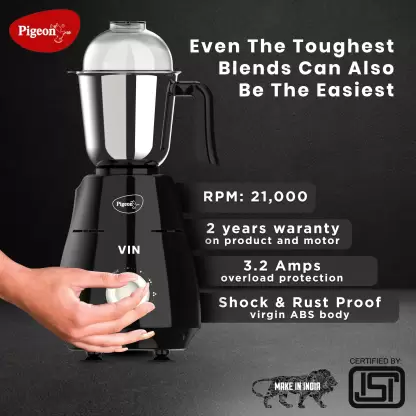 Pigeon
Even The Toughest
Blends Can Also
Be The Easiest
RPM: 21,000
2 years waranty
on product and motor
Pigeon
VIN
3.2 Amps
overload protection
Shock & Rust Proof
virgin ABS body
MAKE IN INDIA
CERTIFIED BY:
ISI